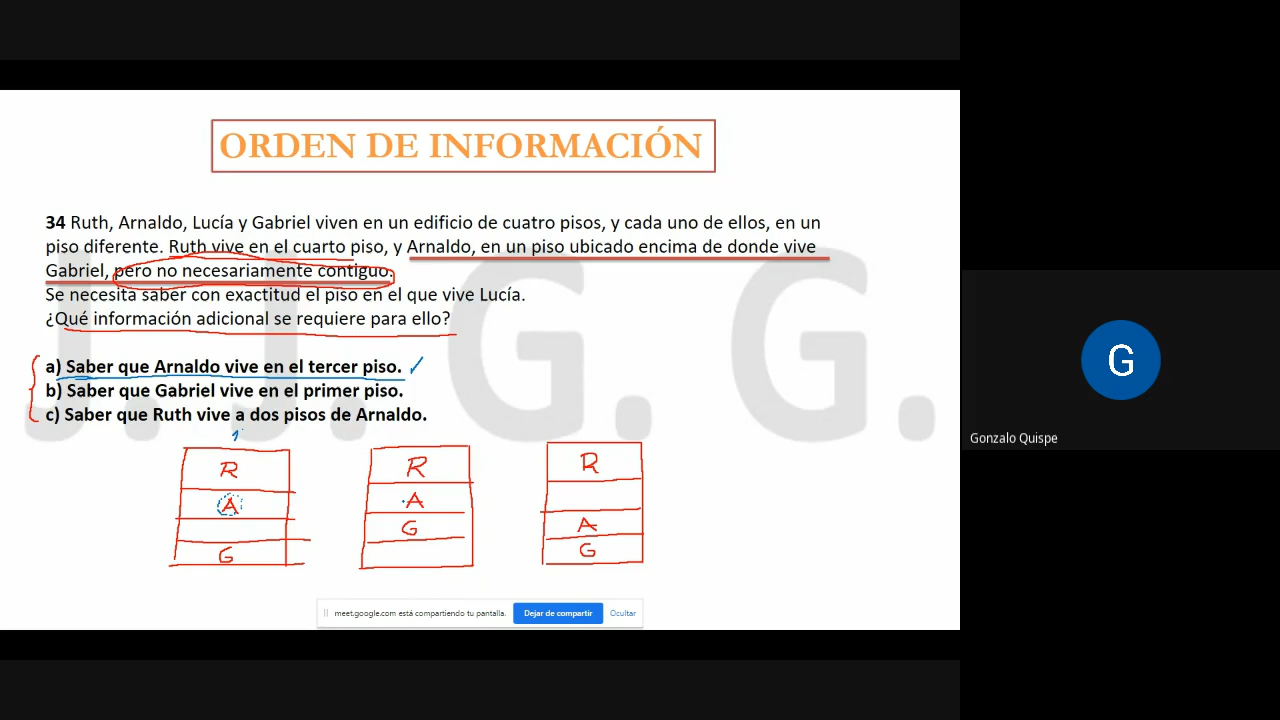 ORDEN DE INFORMACIÓN
34 Ruth, Arnaldo, Lucía y Gabriel viven en un edificio de cuatro pisos, y cada uno de ellos, en un
piso diferente. Ruth vive en el cuarto piso, y Arnaldo, en un piso ubicado encima de donde vive
Gabriel, pero no necesariamente contiguo.
Se necesita saber con exactitud el piso en el que vive Lucía.
¿Qué información adicional se requiere para ello?
J. J. G. G.
a) Saber que Arnaldo vive en el tercer piso. ✓
b) Saber que Gabriel vive en el primer piso.
c) Saber que Ruth vive a dos pisos de Arnaldo.
R R R
A A
G A
G G
meet.google.com está compartiendo tu pantalla. Dejar de compartir Ocultar
G
Gonzalo Quispe